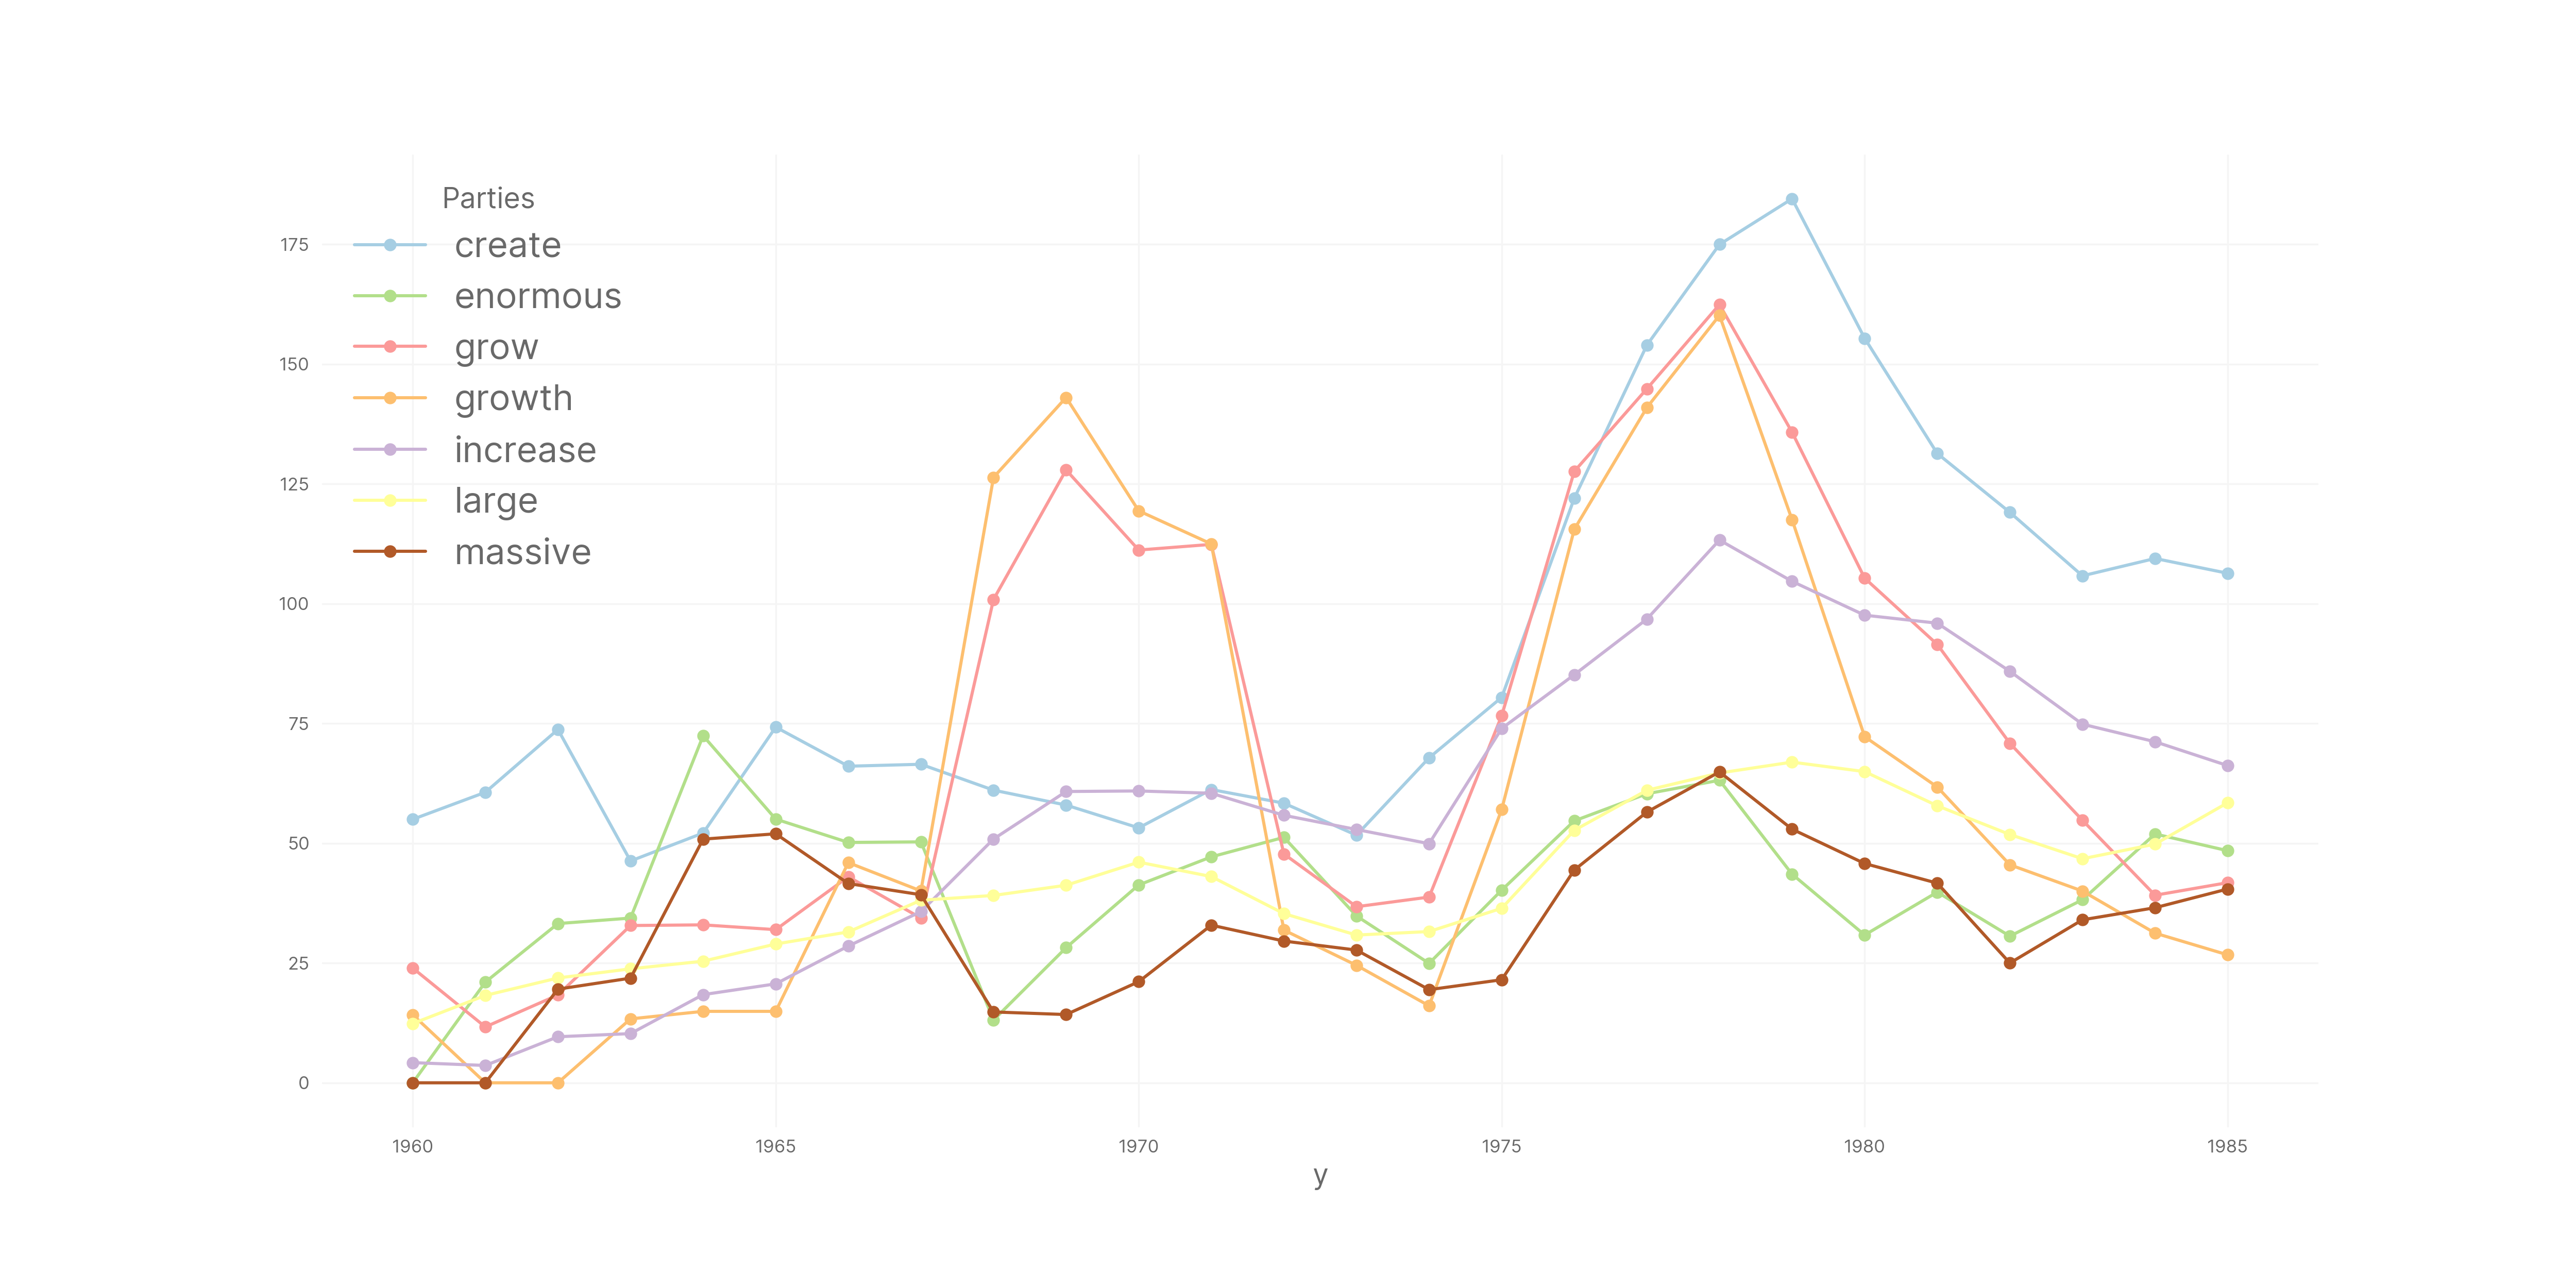 Parties
create
enormous
grow
growth
increase
large
massive
175
150
125
100
75
50
25
0
1960 1965 1970 1975 1980 1985
y